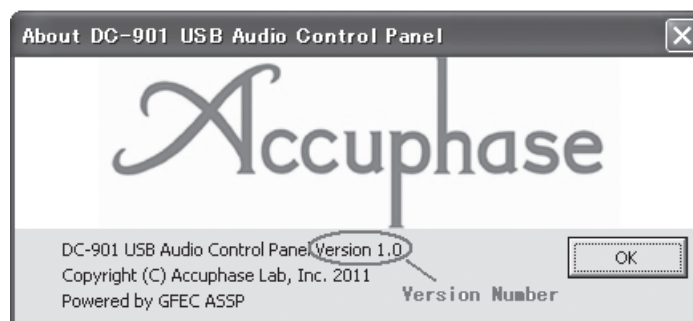 About DC-901 USB Audio Control Panel
Accuphase
DC-901 USB Audio Control Panel Version 1.0
Copyright (C) Accuphase Lab, Inc. 2011
Powered by GFEC ASSP
OK
Version Number